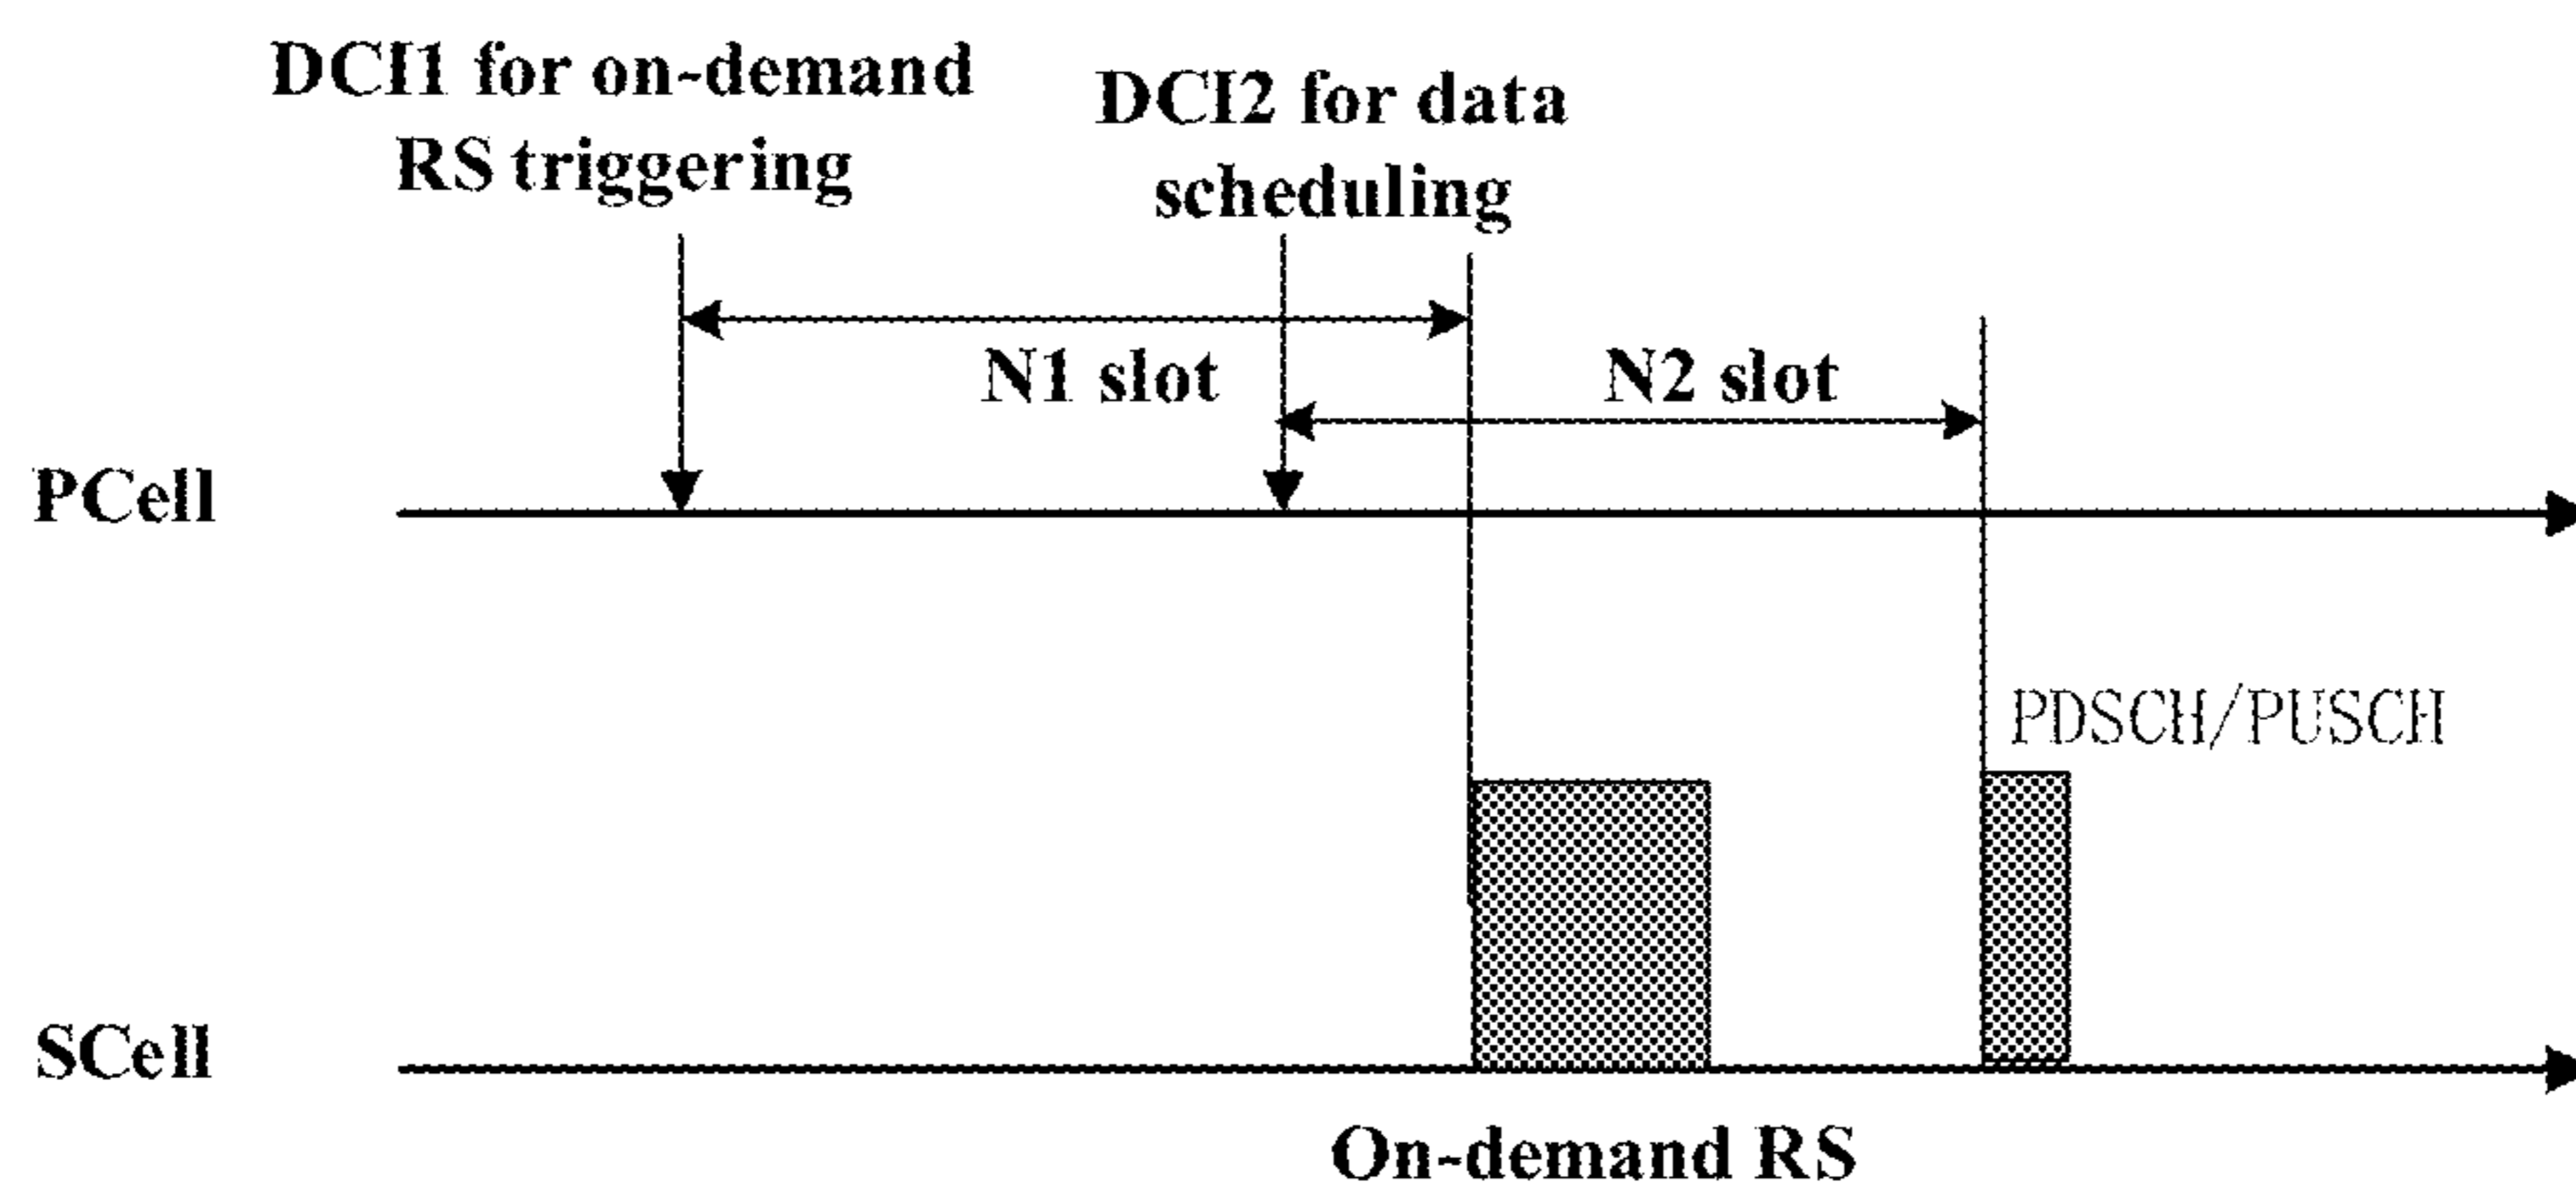 DCI1 for on-demand
RS triggering
DCI2 for data
scheduling
N1 slot
N2 slot
PCell
PDSCH/PUSCH
SCell
On-demand RS